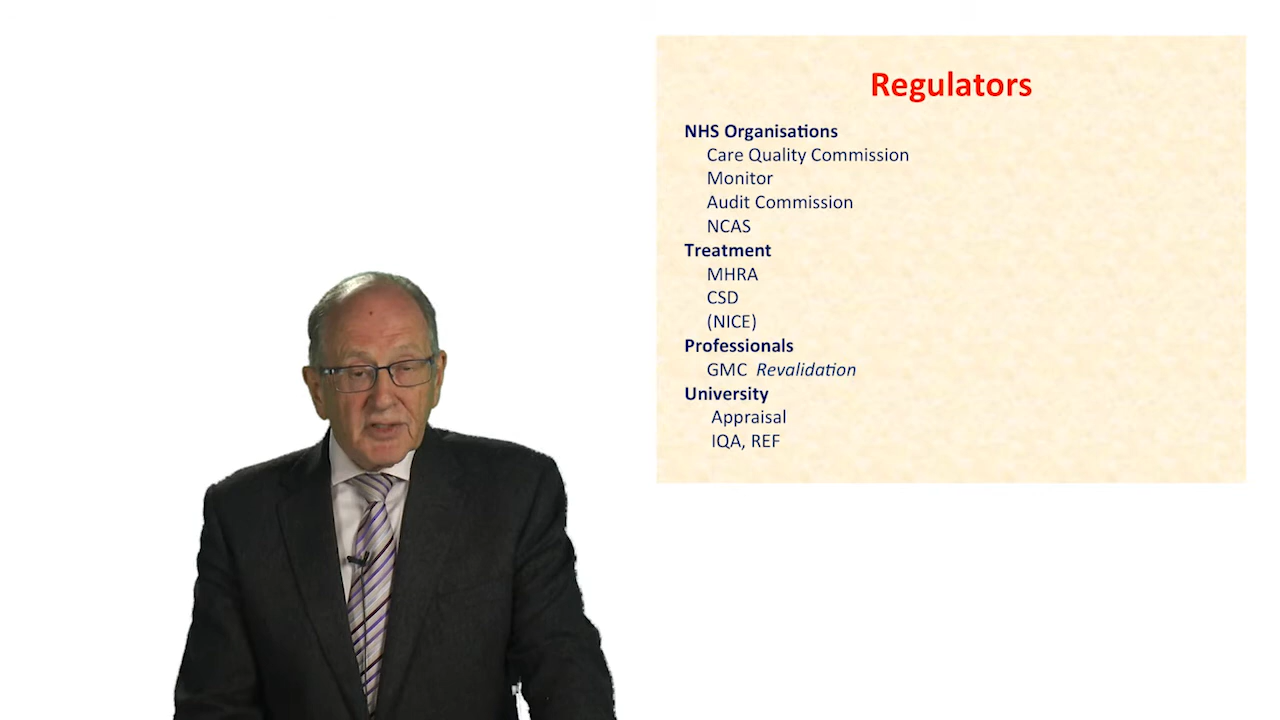 Regulators
NHS Organisations
Care Quality Commission
Monitor
Audit Commission
NCAS
Treatment
MHRA
CSD
(NICE)
Professionals
GMC Revalidation
University
Appraisal
IQA, REF